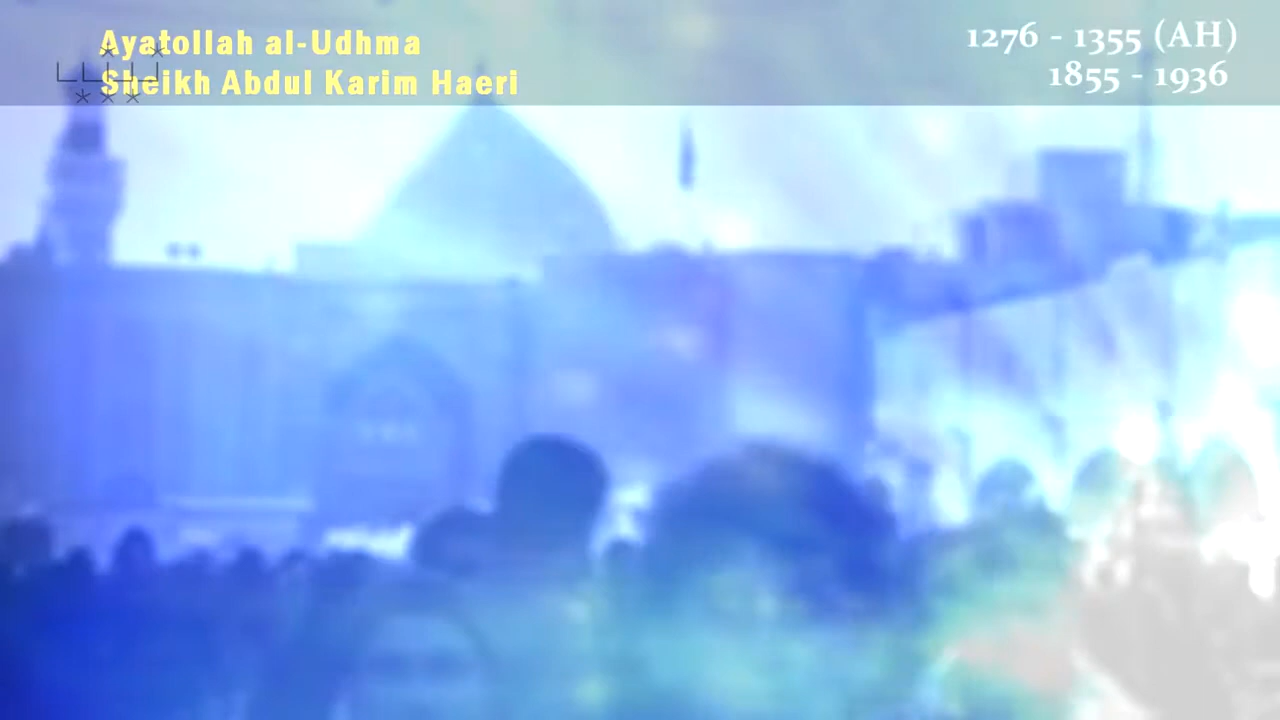 Ayatollah al-Udhma
Sheikh Abdul Karim Haeri
1276 - 1355 (AH)
1855 - 1936